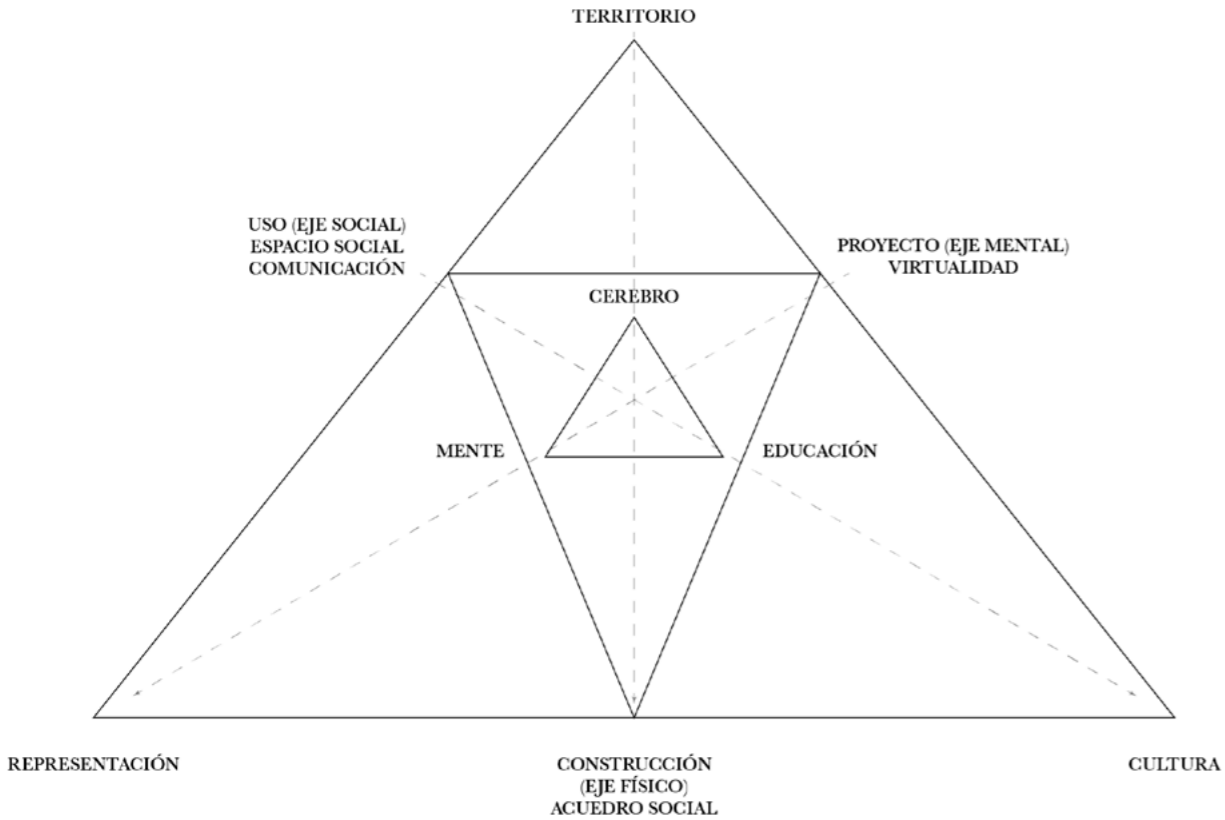 TERRITORIO
USO (EJE SOCIAL)
ESPACIO SOCIAL
COMUNICACIÓN
PROYECTO (EJE MENTAL)
VIRTUALIDAD
CEREBRO
MENTE
EDUCACIÓN
REPRESENTACIÓN
CONSTRUCCIÓN
(EJE FÍSICO)
ACUEDRO SOCIAL
CULTURA